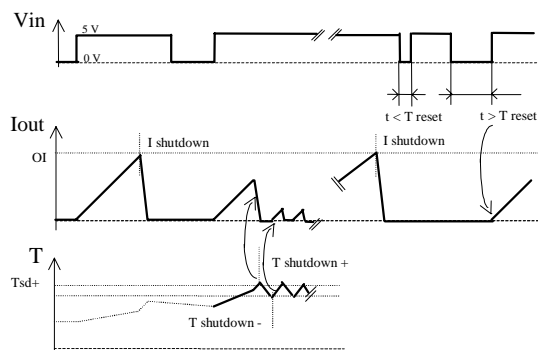 Vin
5 V
0 V
t < T reset
t > T reset
Iout
I shutdown
I shutdown
OI
T shutdown +
T
Tsd+
T shutdown -